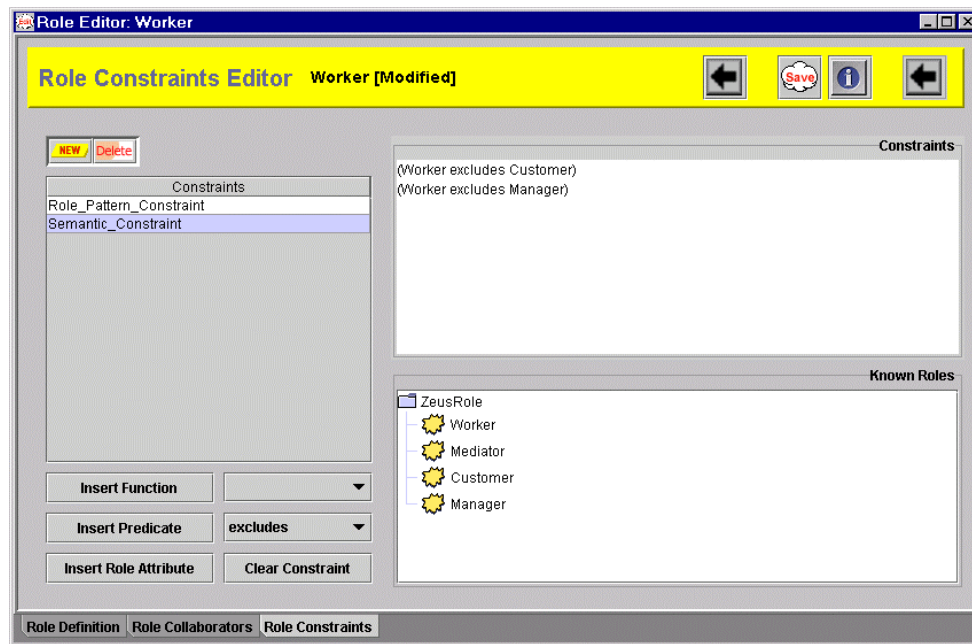 Role Editor: Worker
Role Constraints Editor Worker [Modified]
Save
NEW Delete
Constraints
Role_Pattern_Constraint
Semantic_Constraint
Insert Function
Insert Predicate excludes
Insert Role Attribute Clear Constraint
Constraints
(Worker excludes Customer)
(Worker excludes Manager)
Known Roles
ZeusRole
Worker
Mediator
Customer
Manager
Role Definition Role Collaborators Role Constraints